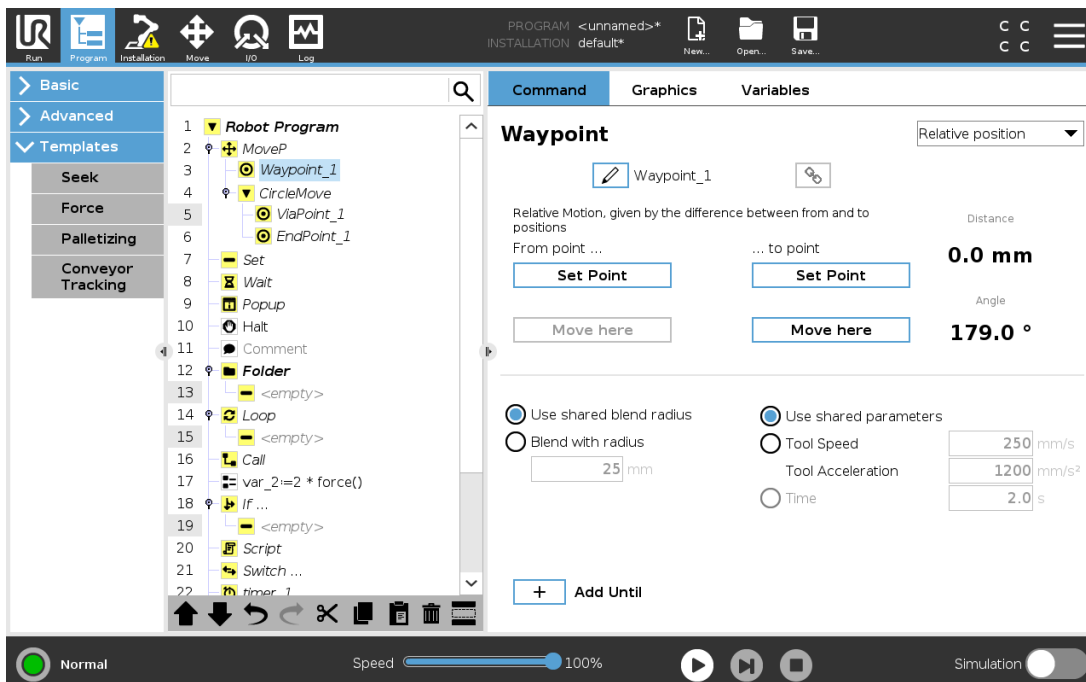 PROGRAM <unnamed>*
INSTALLATION default*
Run
Program
Installation
Move
I/O
Log
New...
Open...
Save...
C C
C C
Basic
Advanced
Templates
Seek
Force
Palletizing
Conveyor
Tracking
1 Robot Program
2 MoveP
3 Waypoint_1
4 CircleMove
5 ViaPoint_1
6 EndPoint_1
7 Set
8 Wait
9 Popup
10 Halt
11 Comment
12 Folder
13 <empty>
14 Loop
15 <empty>
16 Call
17 var_2:=2 * force()
18 If ...
19 <empty>
20 Script
21 Switch ...
22 timer_1
Command
Graphics
Variables
Waypoint
Relative position
Waypoint_1
Relative Motion, given by the difference between from and to
positions
From point ...
... to point
Set Point
Set Point
Move here
Move here
Distance
0.0 mm
Angle
179.0 °
Use shared blend radius
Blend with radius
25 mm
Use shared parameters
Tool Speed 250 mm/s
Tool Acceleration 1200 mm/s²
Time 2.0 s
+ Add Until
Normal
Speed 100%
Simulation